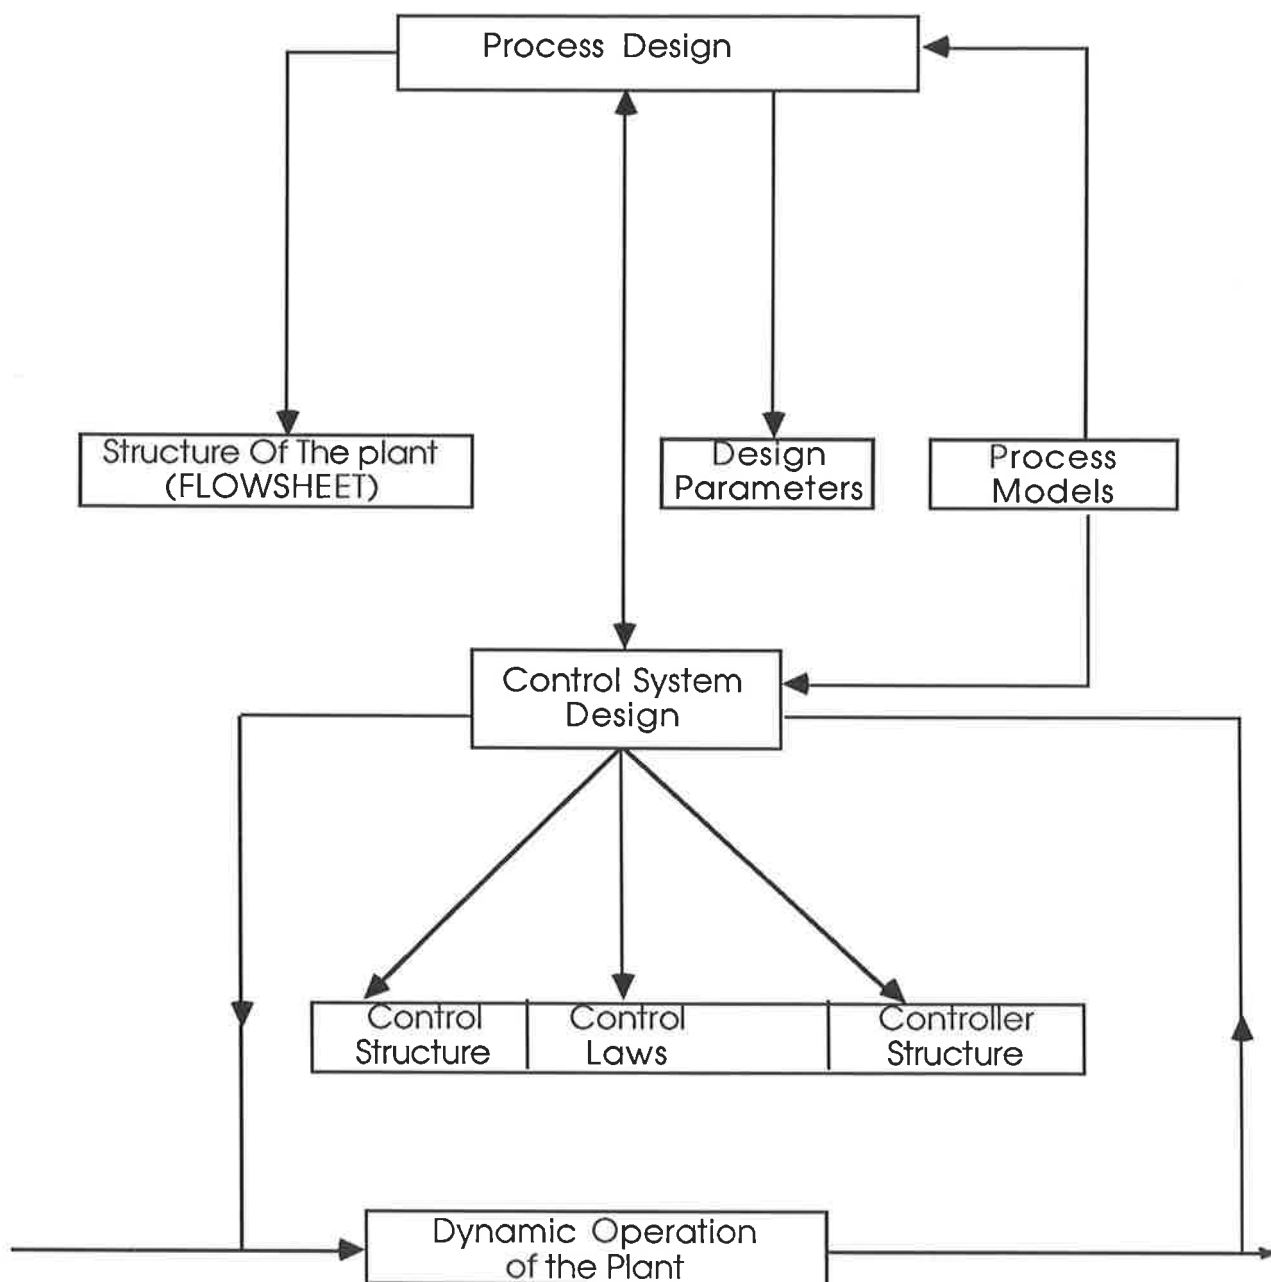 Process Design
Structure Of The plant
(FLOWSHEET)
Design
Parameters
Process
Models
Control System
Design
Control
Structure
Control
Laws
Controller
Structure
Dynamic Operation
of the Plant